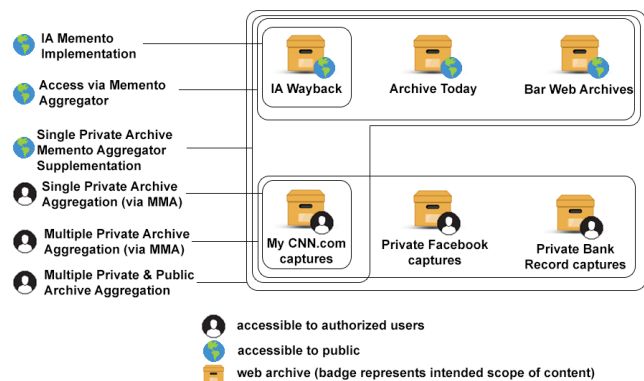 IA Memento
Implementation
Access via Memento
Aggregator
Single Private Archive
Memento Aggregator
Supplementation
Single Private Archive
Aggregation (via MMA)
Multiple Private Archive
Aggregation (via MMA)
Multiple Private & Public
Archive Aggregation
IA Wayback
Archive Today
Bar Web Archives
My CNN.com
captures
Private Facebook
captures
Private Bank
Record captures
accessible to authorized users
accessible to public
web archive (badge represents intended scope of content)